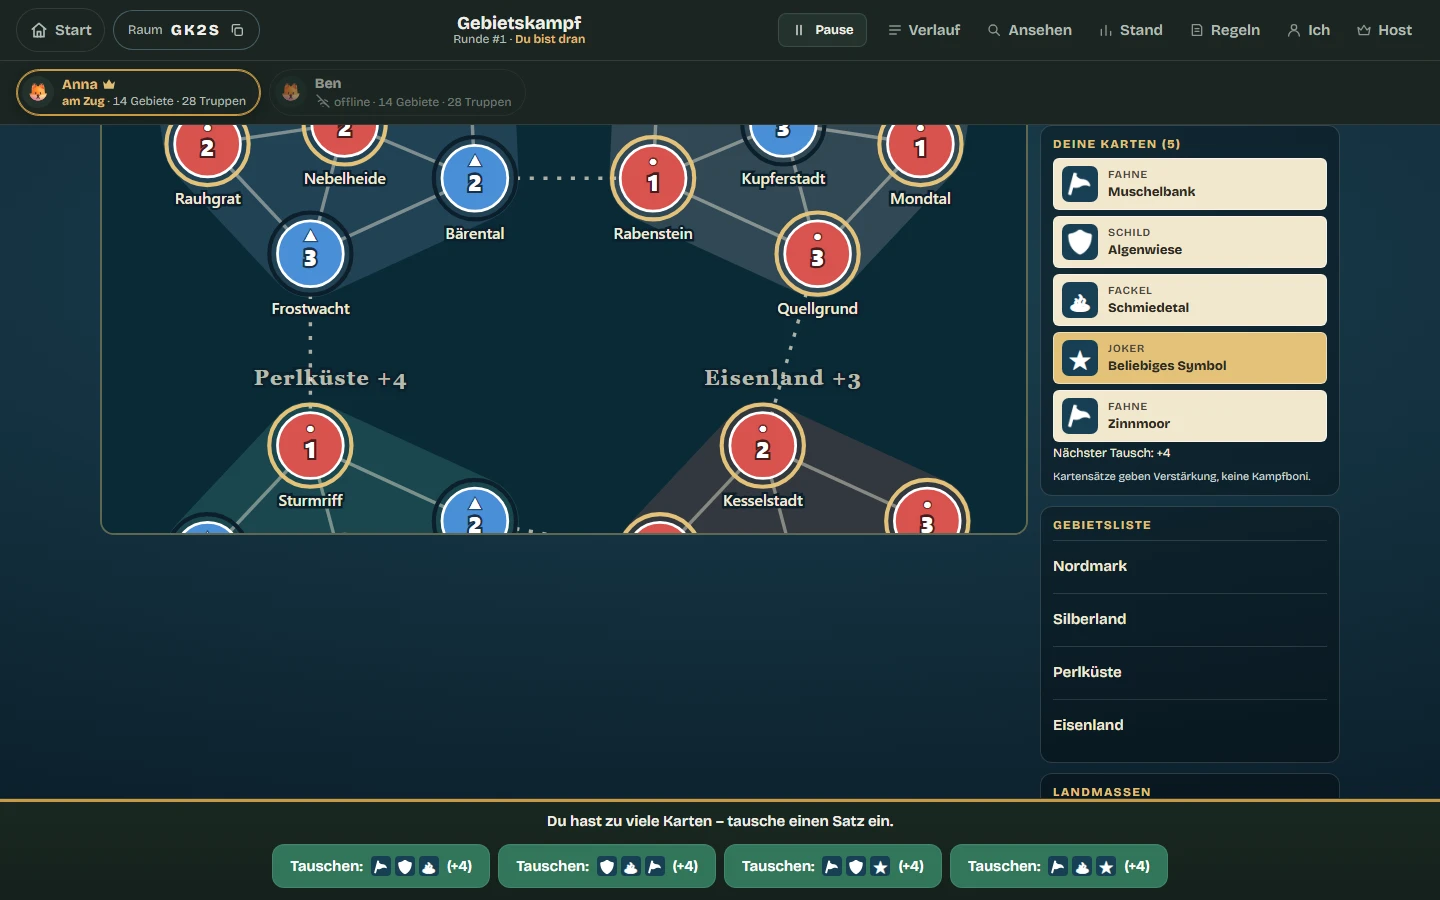 Start
Raum GK2S
Gebietskampf
Runde #1 · Du bist dran
Pause
Verlauf
Ansehen
Stand
Regeln
Ich
Host
Anna
am Zug · 14 Gebiete · 28 Truppen
Ben
offline · 14 Gebiete · 28 Truppen
2
Rauhgrat
2
Nebelheide
2
Bärental
3
Frostwacht
1
Rabenstein
3
Kupferstadt
1
Mondtal
3
Quellgrund
Perlküste +4
Eisenland +3
1
Sturmriff
2
2
Kesselstadt
3
DEINE KARTEN (5)
FAHNE
Muschelbank
SCHILD
Algenwiese
FACKEL
Schmiedetal
JOKER
Beliebiges Symbol
FAHNE
Zinnmoor
Nächster Tausch: +4
Kartensätze geben Verstärkung, keine Kampfboni.
GEBIETSLISTE
Nordmark
Silberland
Perlküste
Eisenland
LANDMASSEN
Du hast zu viele Karten – tausche einen Satz ein.
Tauschen: (+4)
Tauschen: (+4)
Tauschen: (+4)
Tauschen: (+4)